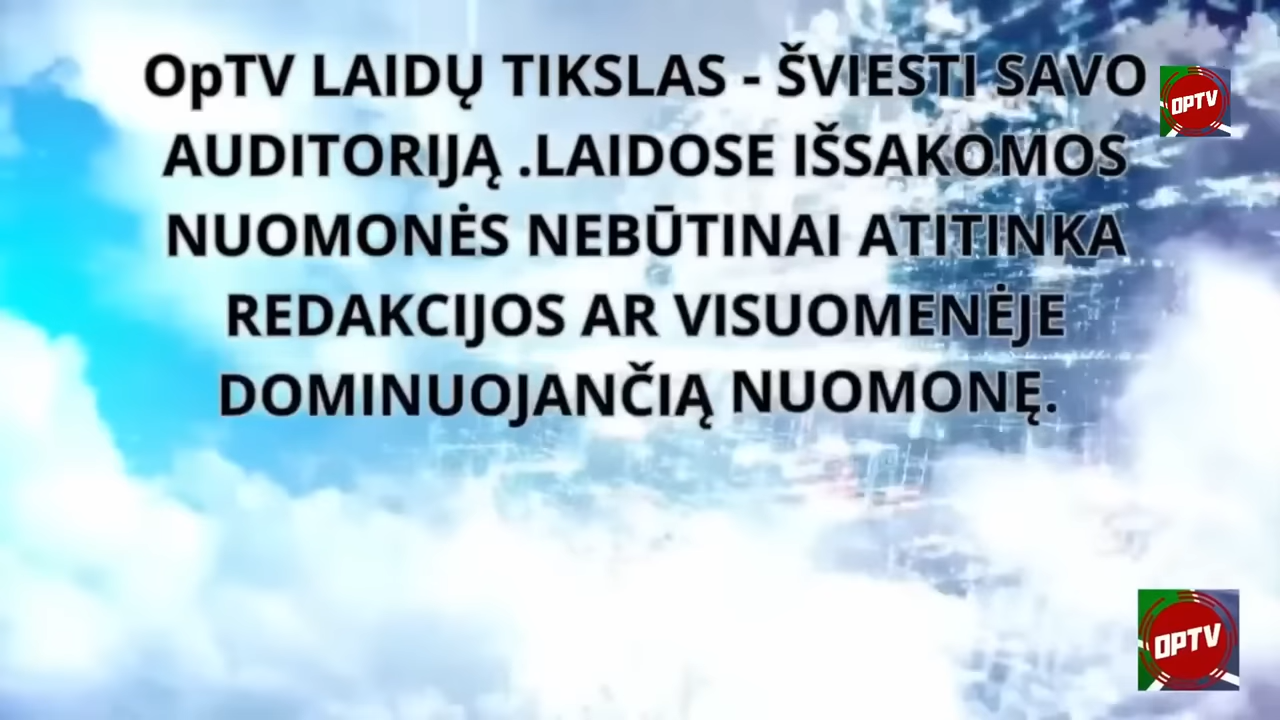 OpTV LAIDŲ TIKSLAS - ŠVIESTI SAVO
AUDITORIJĄ .LAIDOSE IŠSAKOMOS
NUOMONĖS NEBŪTINAI ATITINKA
REDAKCIJOS AR VISUOMENĖJE
DOMINUOJANČIĄ NUOMONĘ.
OPTV
OPTV